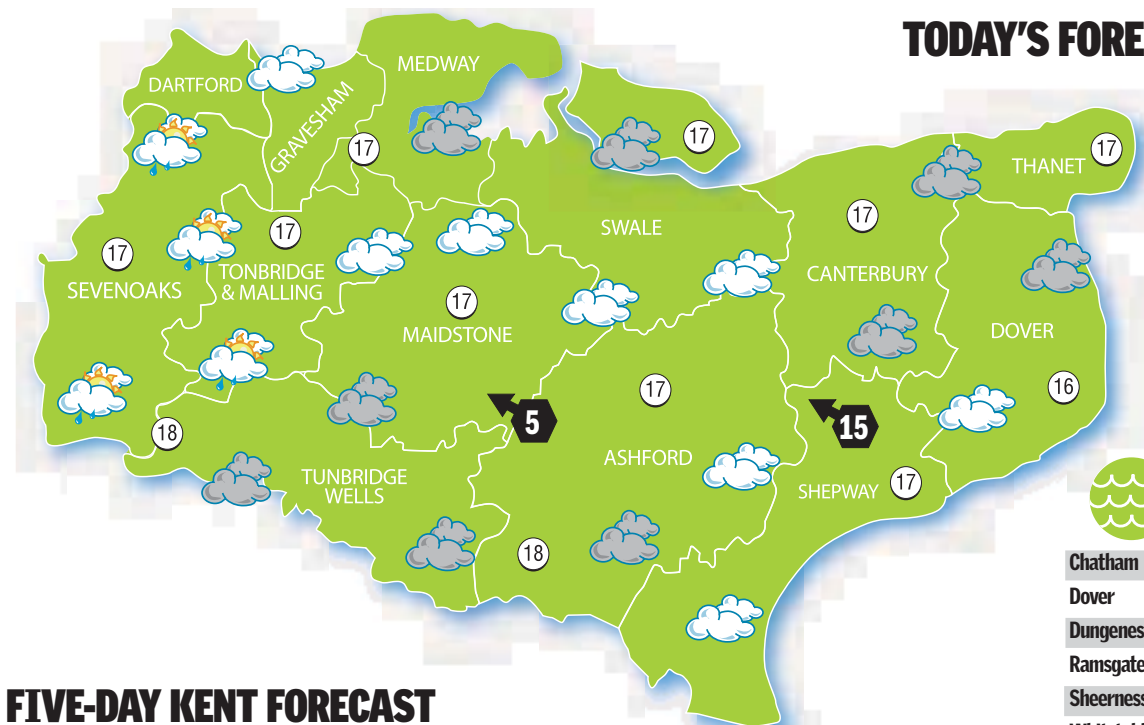 TODAY'S FORE
MEDWAY
DARTFORD
GRAVESHAM
17
17
17
THANET
17
17
SWALE
17
SEVENOAKS
TONBRIDGE
& MALLING
CANTERBURY
17
MAIDSTONE
DOVER
17
16
5
15
18
ASHFORD
TUNBRIDGE
WELLS
SHEPWAY
17
18
Chatham
Dover
Dungenes
Ramsgate
Sheerness
FIVE-DAY KENT FORECAST